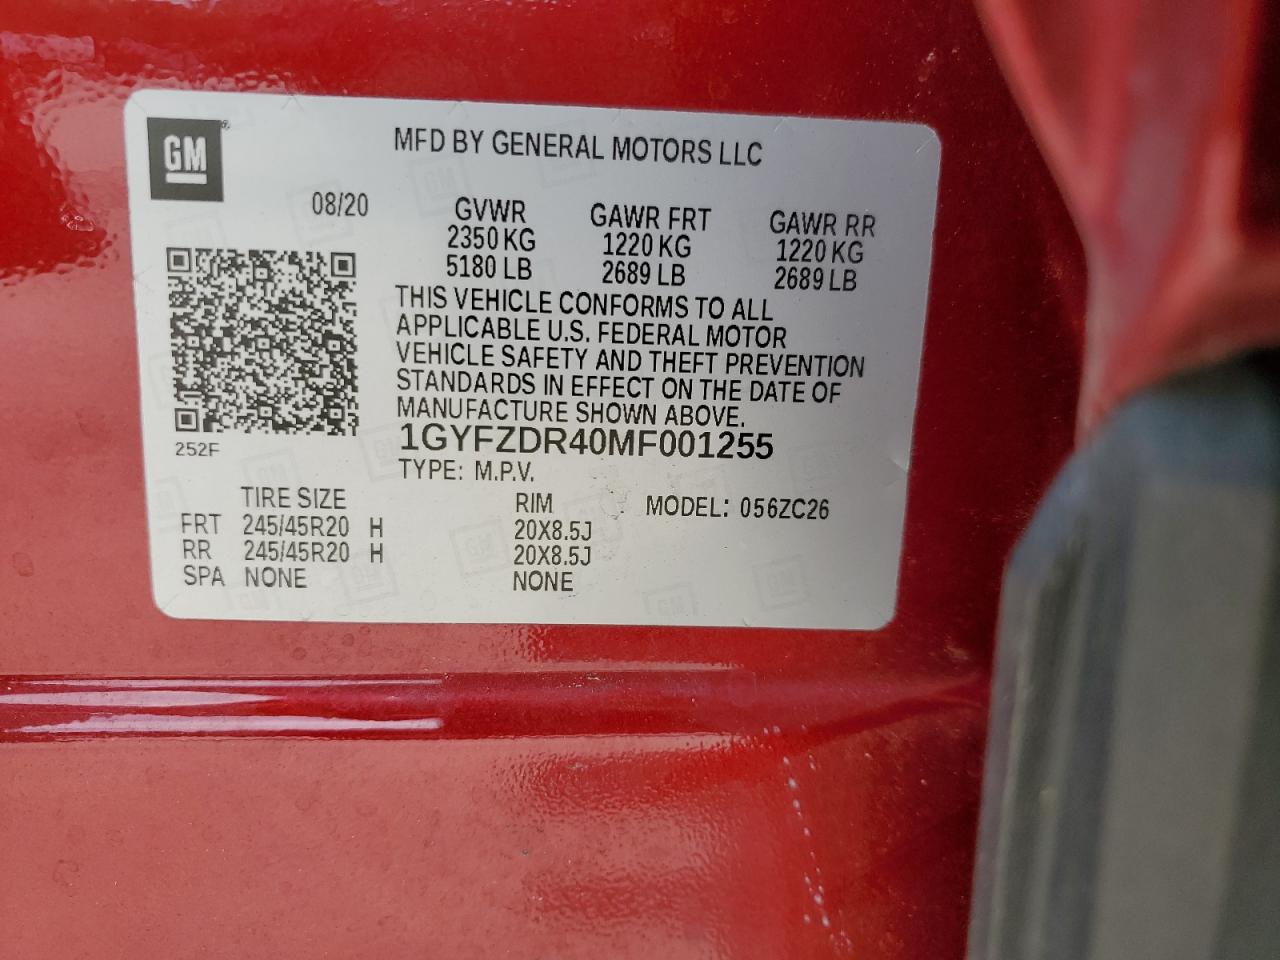 GM
MFD BY GENERAL MOTORS LLC
08/20
GVWR GAWR FRT GAWR RR
2350 KG 1220 KG 1220 KG
5180 LB 2689 LB 2689 LB
THIS VEHICLE CONFORMS TO ALL
APPLICABLE U.S. FEDERAL MOTOR
VEHICLE SAFETY AND THEFT PREVENTION
STANDARDS IN EFFECT ON THE DATE OF
MANUFACTURE SHOWN ABOVE.
252F
1GYFZDR40MF001255
TYPE: M.P.V.
TIRE SIZE RIM MODEL: 056ZC26
FRT 245/45R20 H 20X8.5J
RR 245/45R20 H 20X8.5J
SPA NONE NONE